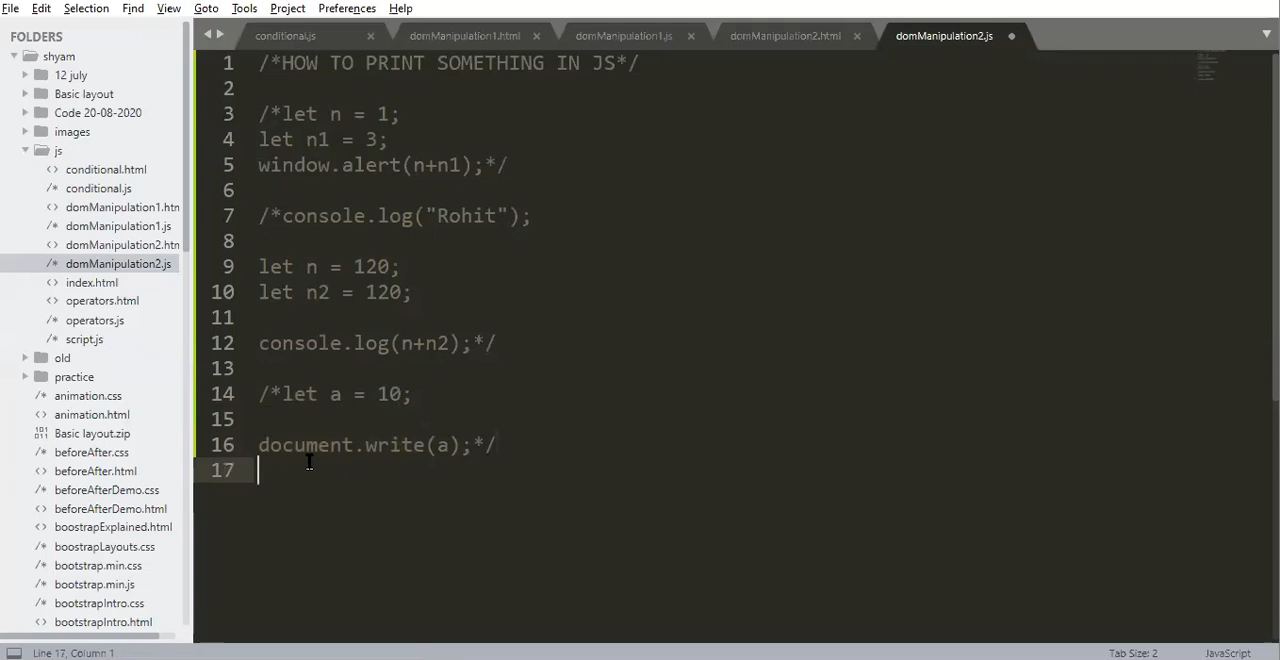 File Edit Selection Find View Goto Tools Project Preferences Help
FOLDERS
shyam
12 july
Basic layout
Code 20-08-2020
images
js
conditional.html
conditional.js
domManipulation1.htn
domManipulation1.js
domManipulation2.htn
domManipulation2.js
index.html
operators.html
operators.js
script.js
old
practice
animation.css
animation.html
Basic layout.zip
beforeAfter.css
beforeAfter.html
beforeAfterDemo.css
beforeAfterDemo.html
boostrapExplained.html
boostrapLayouts.css
bootstrap.min.css
bootstrap.min.js
bootstrapIntro.css
bootstrapIntro.html
conditional.js × domManipulation1.html × domManipulation1.js × domManipulation2.html × domManipulation2.js
1 /*HOW TO PRINT SOMETHING IN JS*/
2
3 /*let n = 1;
4 let n1 = 3;
5 window.alert(n+n1);*/
6
7 /*console.log("Rohit");
8
9 let n = 120;
10 let n2 = 120;
11
12 console.log(n+n2);*/
13
14 /*let a = 10;
15
16 document.write(a);*/
17
Line 17, Column 1 Tab Size: 2 JavaScript